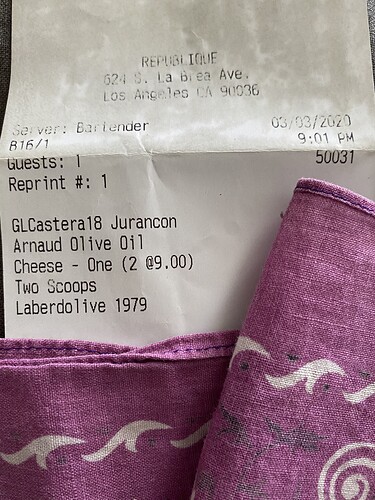 REPUBLIQUE
624 S. La Brea Ave.
Los Angeles CA 90036
Server: Bartender 03/03/2020
B16/1 9:01 PM
Guests: 1 50031
Reprint #: 1
GLCastera18 Jurancon
Arnaud Olive Oil
Cheese - One (2 @9.00)
Two Scoops
Laberdolive 1979